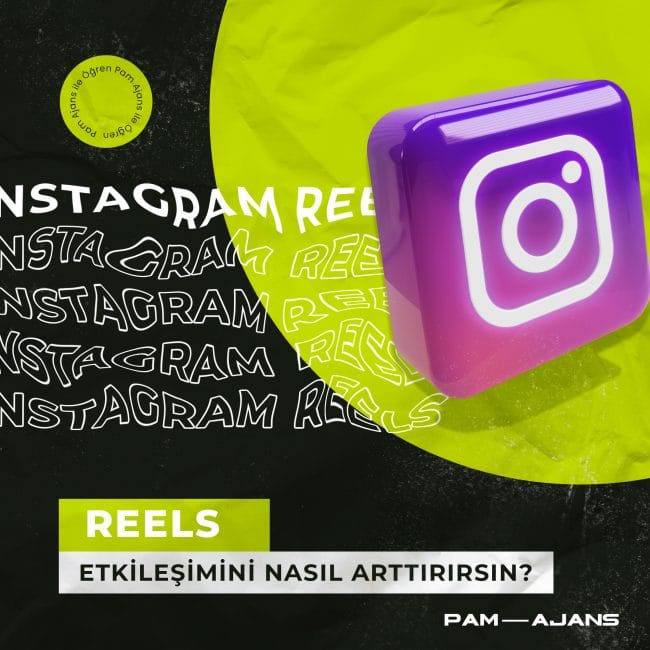 Pam Ajans ile Öğren Pam Ajans ile Öğren
INSTAGRAM REELS
INSTAGRAM REELS
INSTAGRAM REELS
INSTAGRAM REELS
INSTAGRAM REELS
REELS
ETKİLEŞİMİNİ NASIL ARTTIRIRSIN?
PAM—AJANS